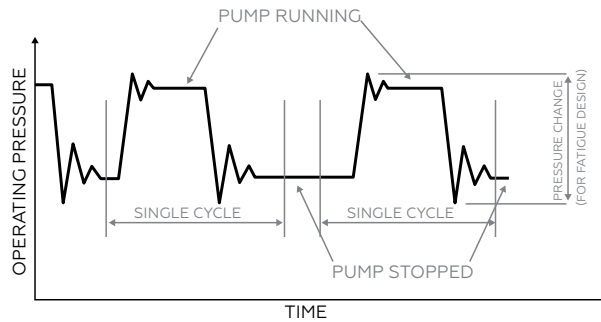 PUMP RUNNING
OPERATING PRESSURE
PRESSURE CHANGE
(FOR FATIGUE DESIGN)
SINGLE CYCLE
SINGLE CYCLE
PUMP STOPPED
TIME